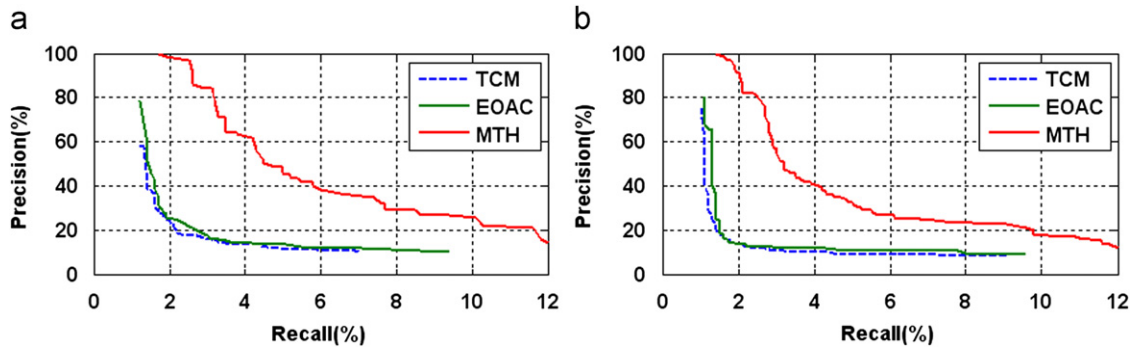 a
100
80
60
40
20
0
Precision(%)
0 2 4 6 8 10 12
Recall(%)
TCM
EOAC
MTH
b
100
80
60
40
20
0
Precision(%)
0 2 4 6 8 10 12
Recall(%)
TCM
EOAC
MTH